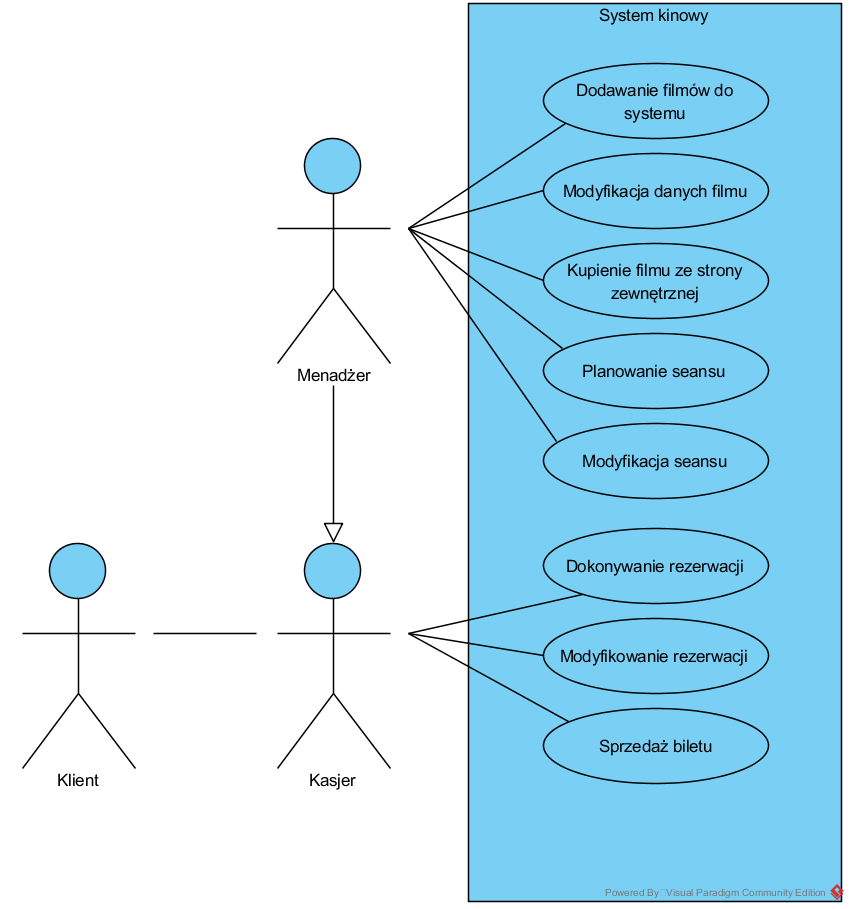 System kinowy
Dodawanie filmów do
systemu
Modyfikacja danych filmu
Kupienie filmu ze strony
zewnętrznej
Menadżer
Planowanie seansu
Modyfikacja seansu
Dokonywanie rezerwacji
Modyfikowanie rezerwacji
Sprzedaż biletu
Klient
Kasjer
Powered By Visual Paradigm Community Edition